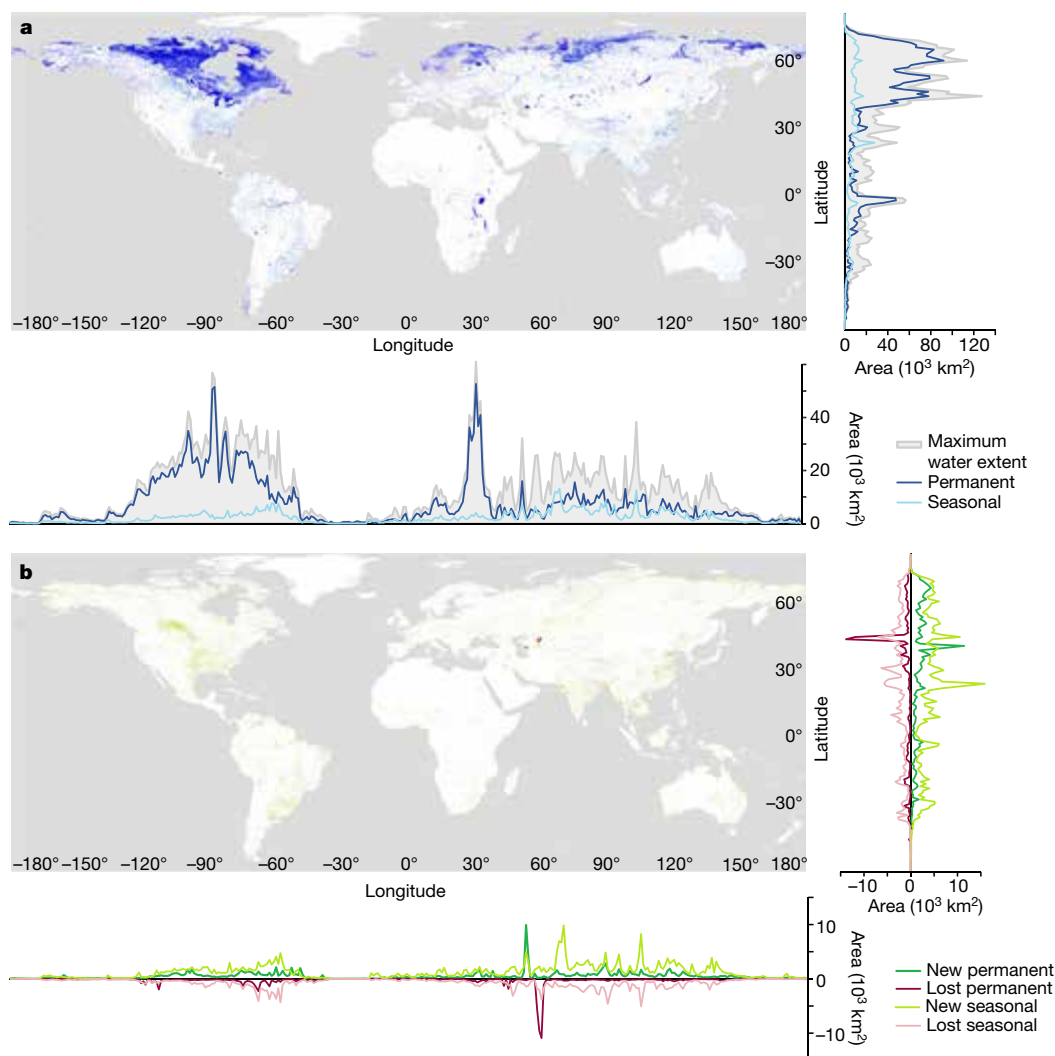 a
60°
30°
0°
−30°
Latitude
−180° −150° −120° −90° −60° −30° 0° 30° 60° 90° 120° 150° 180°
Longitude
0 40 80 120
Area (10³ km²)
40
20
0
Area (10³ km²)
Maximum
water extent
Permanent
Seasonal
b
60°
30°
0°
−30°
Latitude
−180° −150° −120° −90° −60° −30° 0° 30° 60° 90° 120° 150° 180°
Longitude
−10 0 10
Area (10³ km²)
10
0
−10
Area (10³ km²)
New permanent
Lost permanent
New seasonal
Lost seasonal